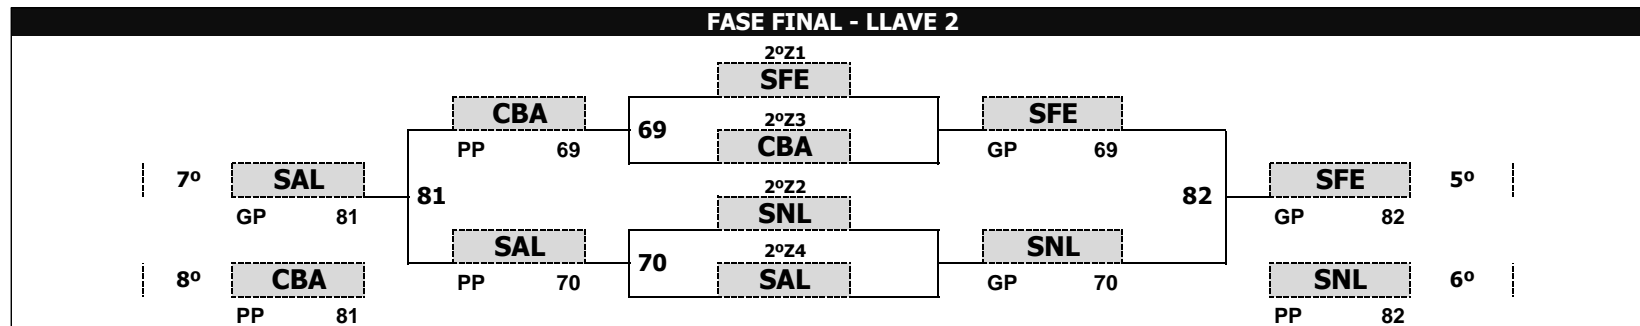 FASE FINAL - LLAVE 2
2ºZ1
SFE
CBA SFE
69 2ºZ3
PP 69 CBA GP 69
7º SAL SFE 5º
81 2ºZ2 82
GP 81 SNL GP 82
SAL SNL
70 2ºZ4
8º CBA PP 70 SAL GP 70 SNL 6º
PP 81 PP 82